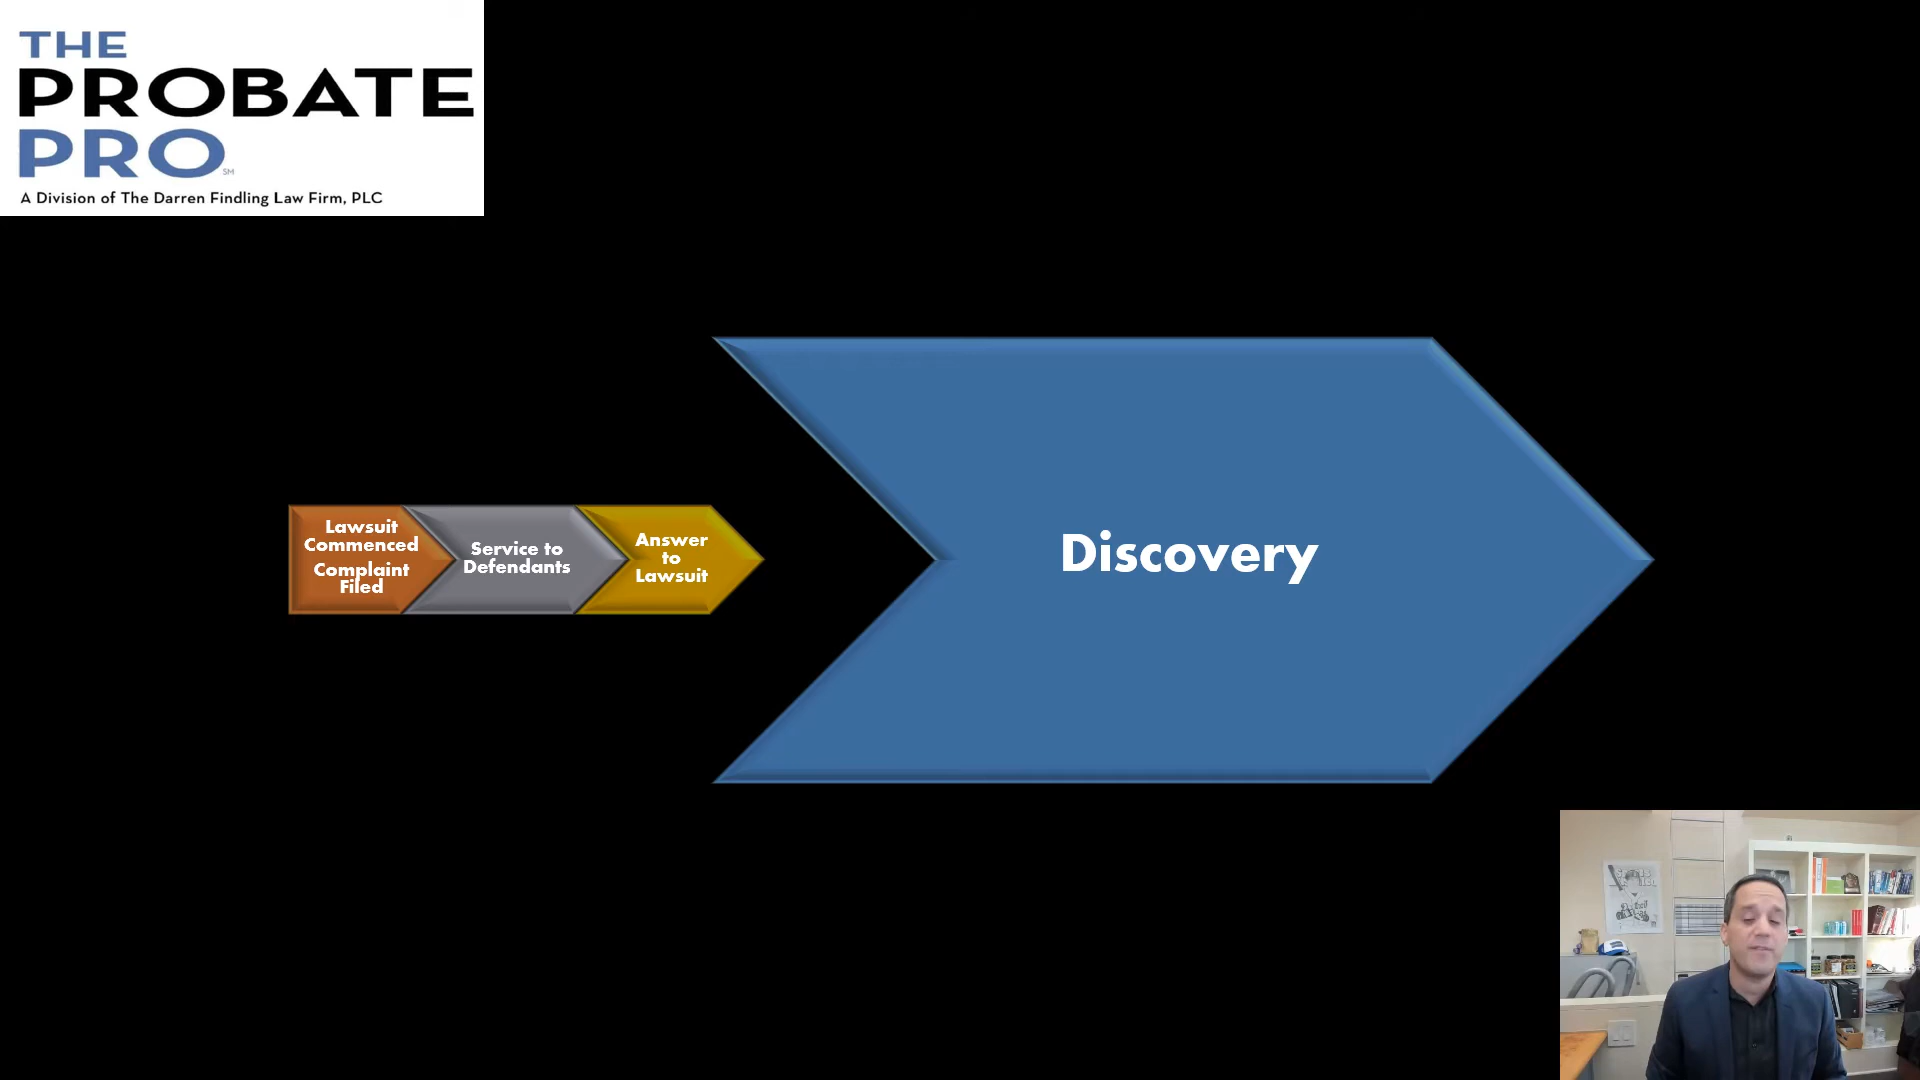 THE
PROBATE
PRO
SM
A Division of The Darren Findling Law Firm, PLC
Lawsuit
Commenced
Complaint
Filed
Service to
Defendants
Answer
to
Lawsuit
Discovery